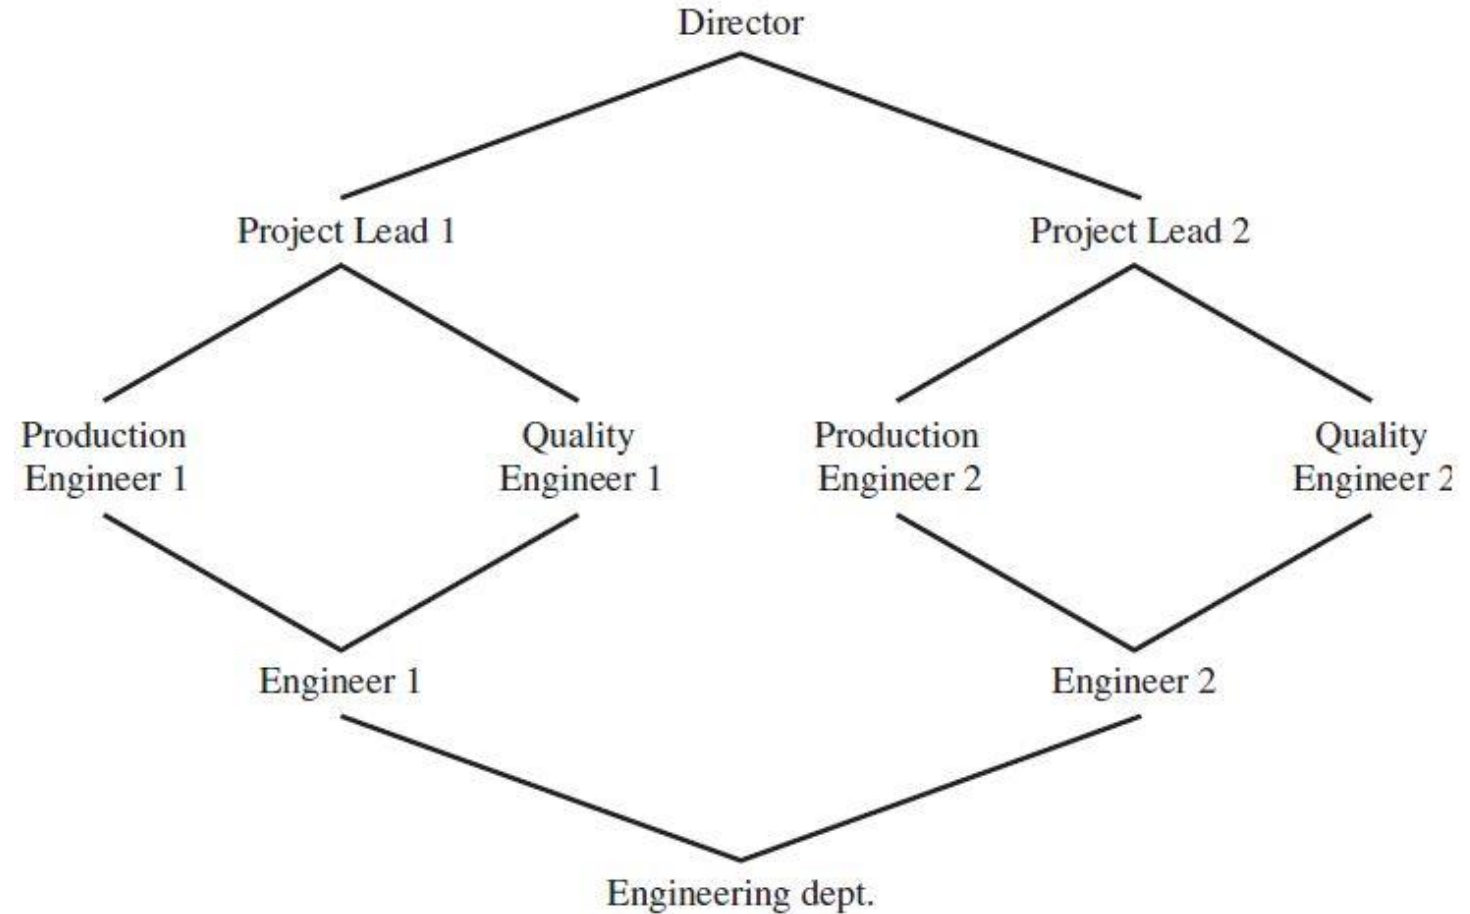 Director
Project Lead 1
Project Lead 2
Production
Engineer 1
Quality
Engineer 1
Production
Engineer 2
Quality
Engineer 2
Engineer 1
Engineer 2
Engineering dept.